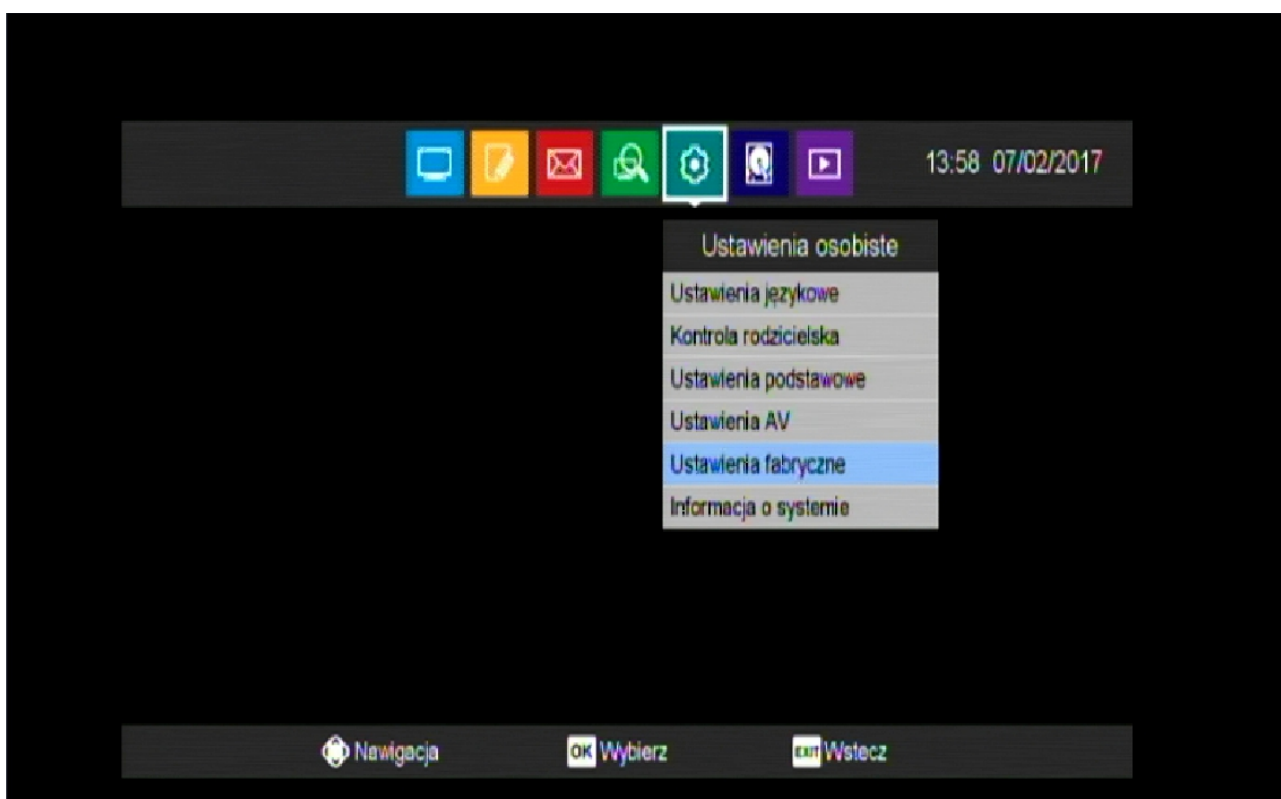 13:58 07/02/2017
Ustawienia osobiste
Ustawienia językowe
Kontrola rodzicielska
Ustawienia podstawowe
Ustawienia AV
Ustawienia fabryczne
Informacja o systemie
Nawigacja OK Wybierz EXIT Wstecz